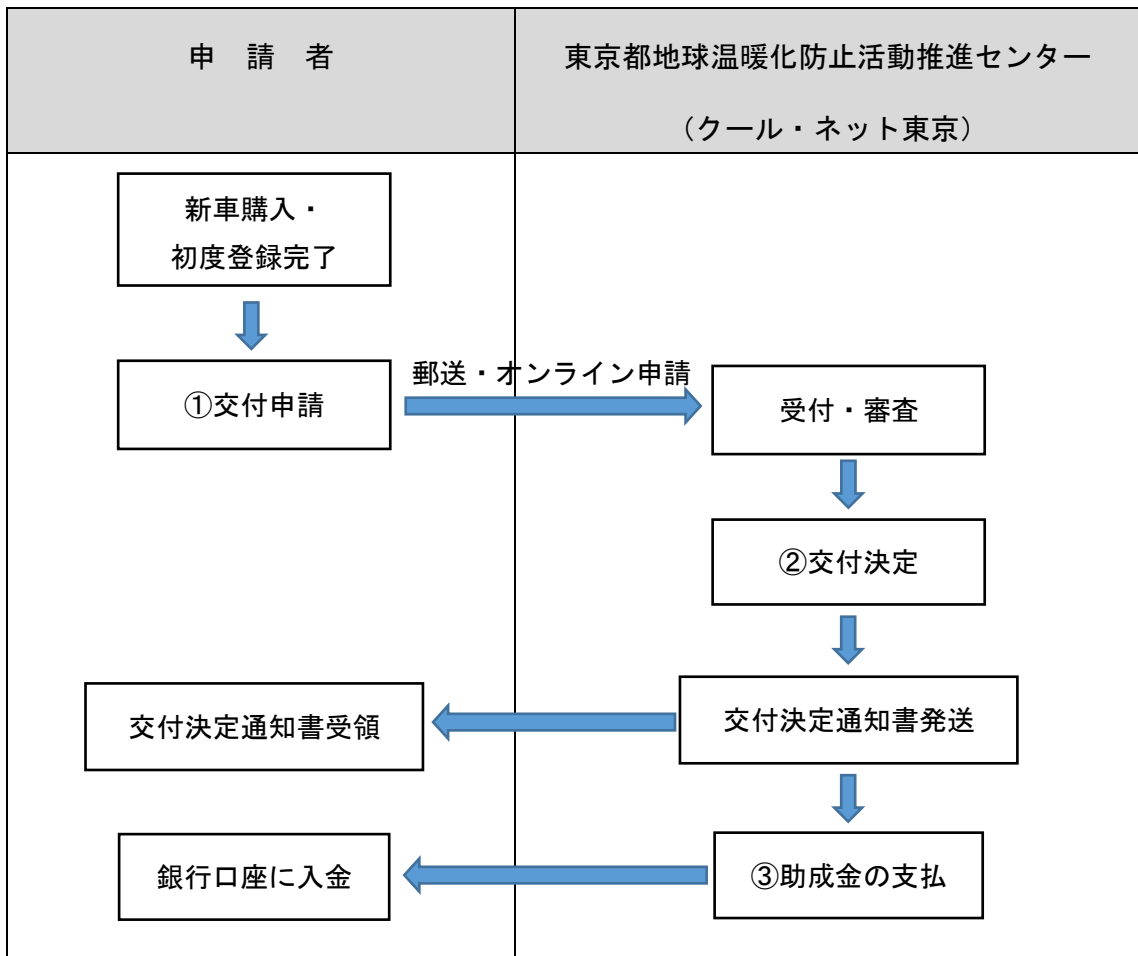 申 請 者
東京都地球温暖化防止活動推進センター
（クール・ネット東京）
新車購入・
初度登録完了
①交付申請
郵送・オンライン申請
受付・審査
②交付決定
交付決定通知書発送
交付決定通知書受領
③助成金の支払
銀行口座に入金